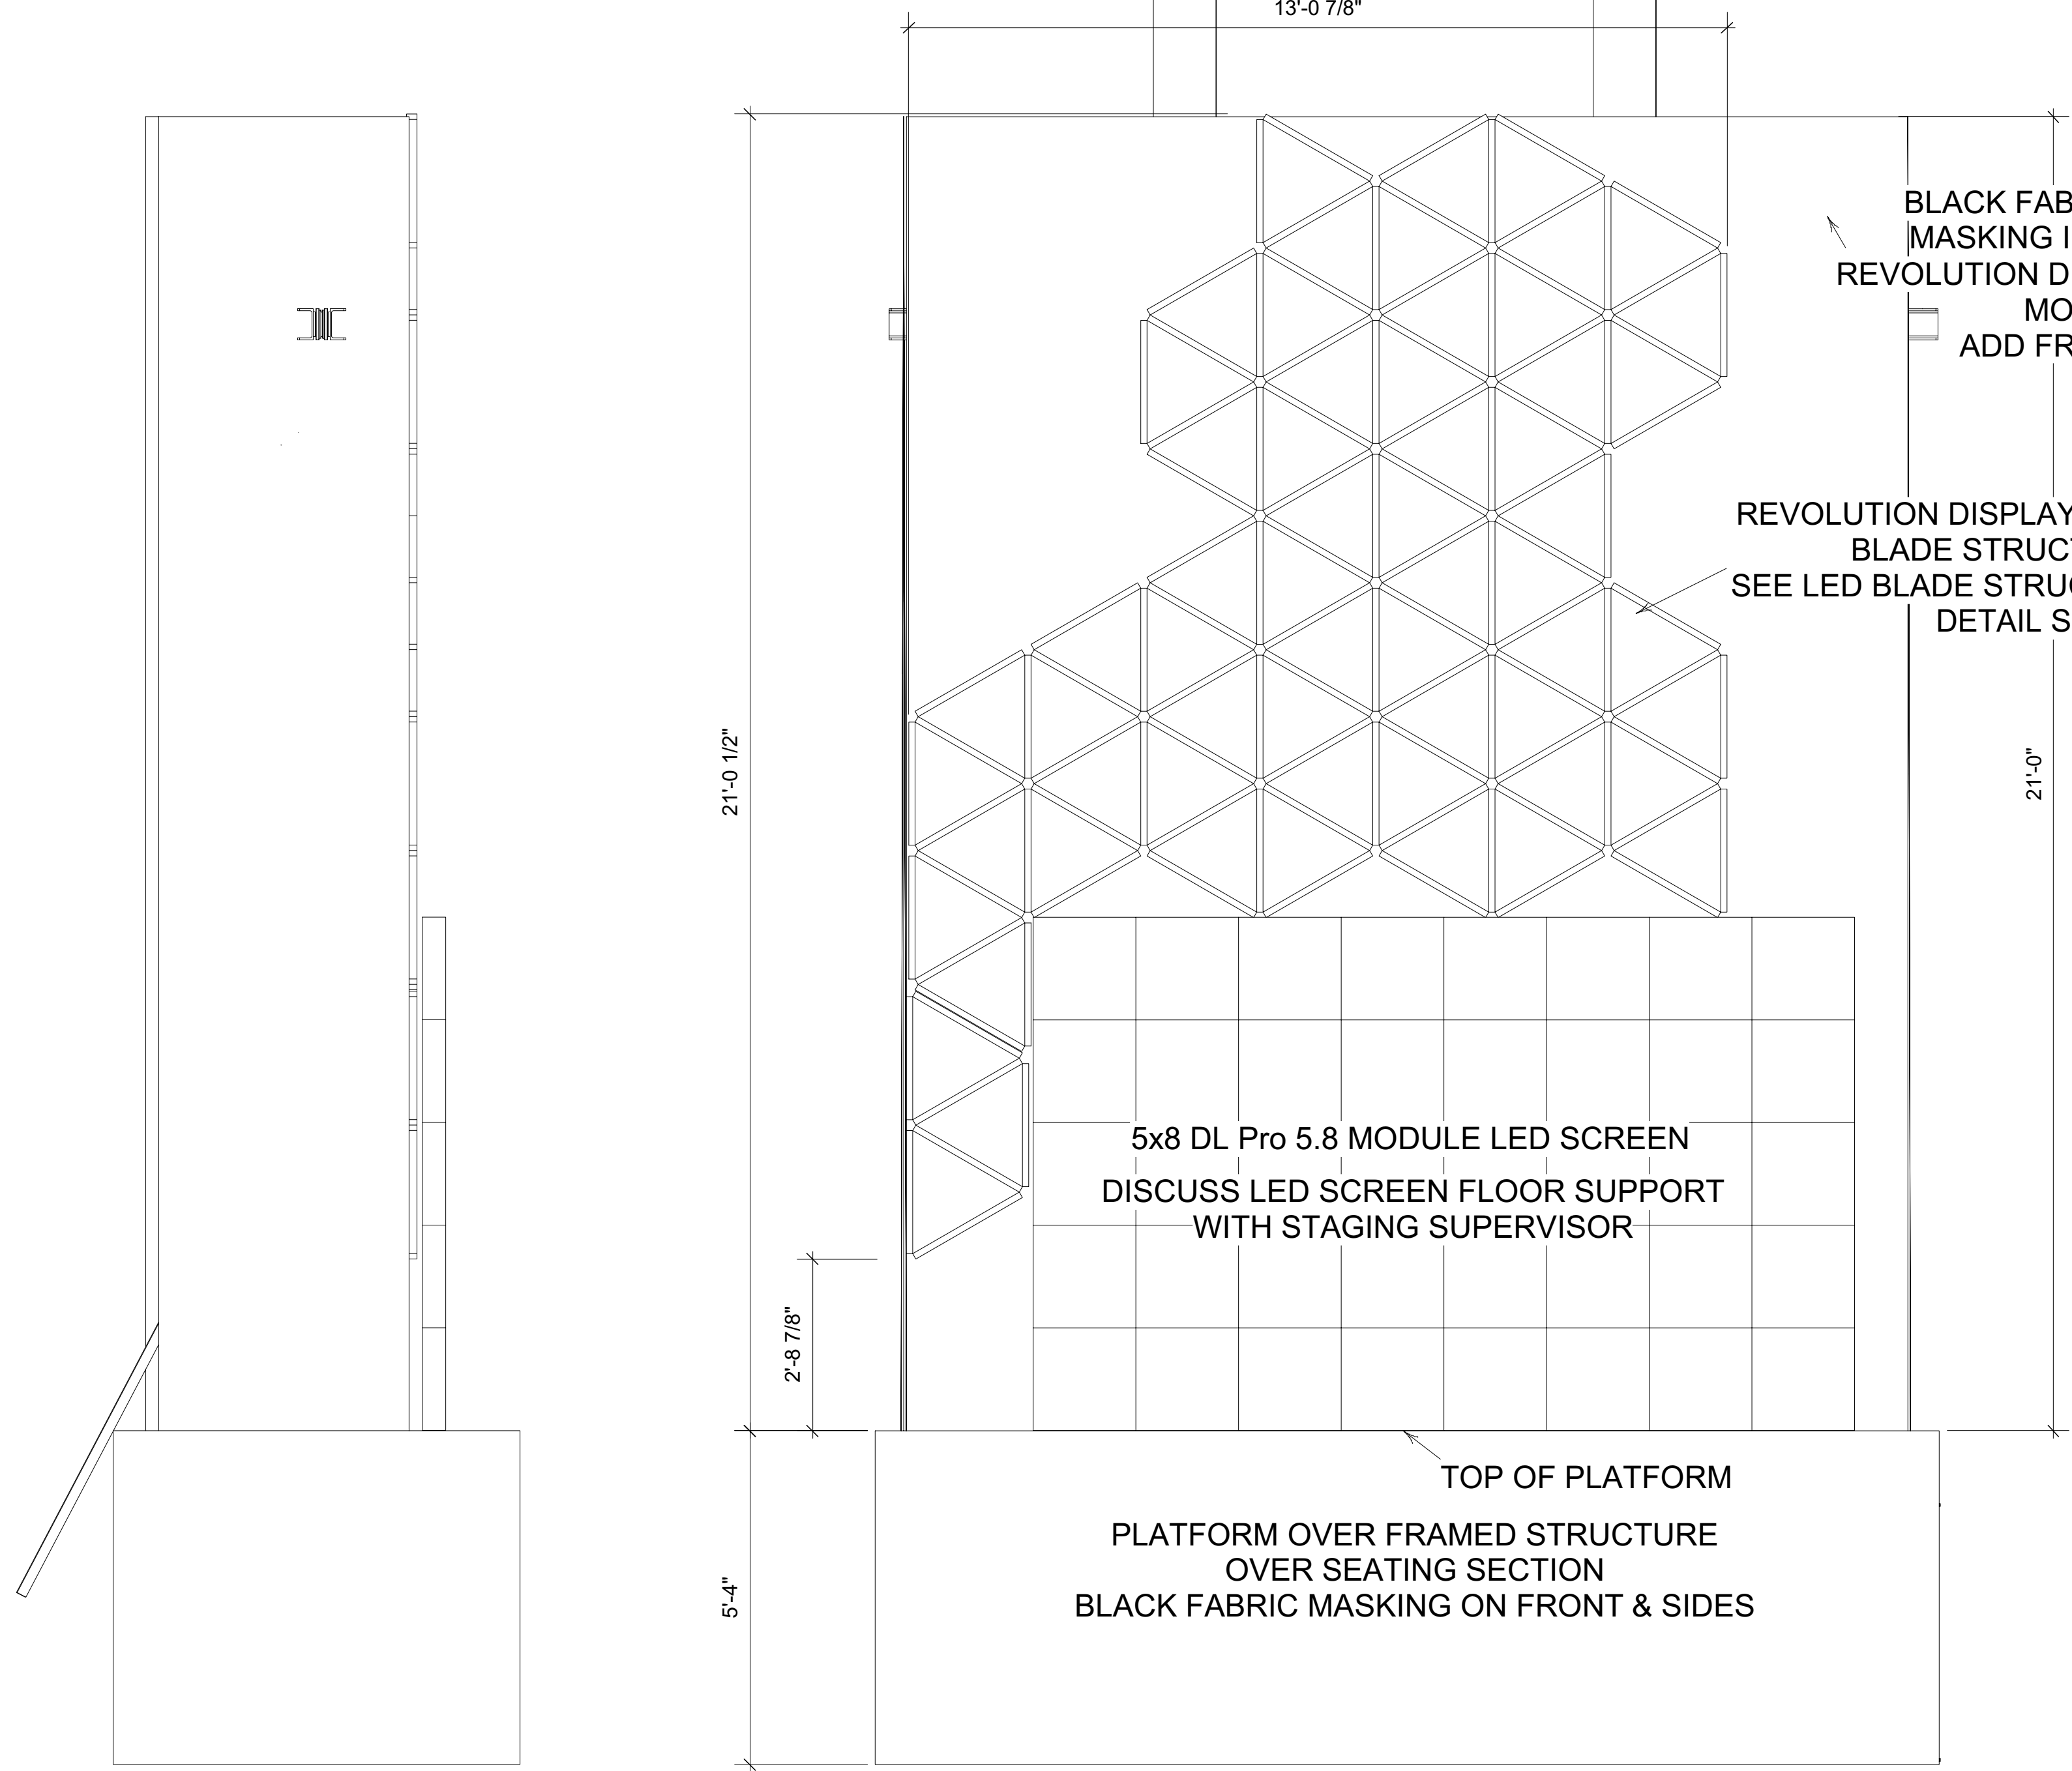 13'-0 7/8"
BLACK FAB
MASKING I
REVOLUTION D
MO
ADD FR
REVOLUTION DISPLAY
BLADE STRUCT
SEE LED BLADE STRUC
DETAIL S
21'-0 1/2"
21'-0"
5x8 DL Pro 5.8 MODULE LED SCREEN
DISCUSS LED SCREEN FLOOR SUPPORT
WITH STAGING SUPERVISOR
2'-8 7/8"
TOP OF PLATFORM
PLATFORM OVER FRAMED STRUCTURE
OVER SEATING SECTION
BLACK FABRIC MASKING ON FRONT & SIDES
5'-4"